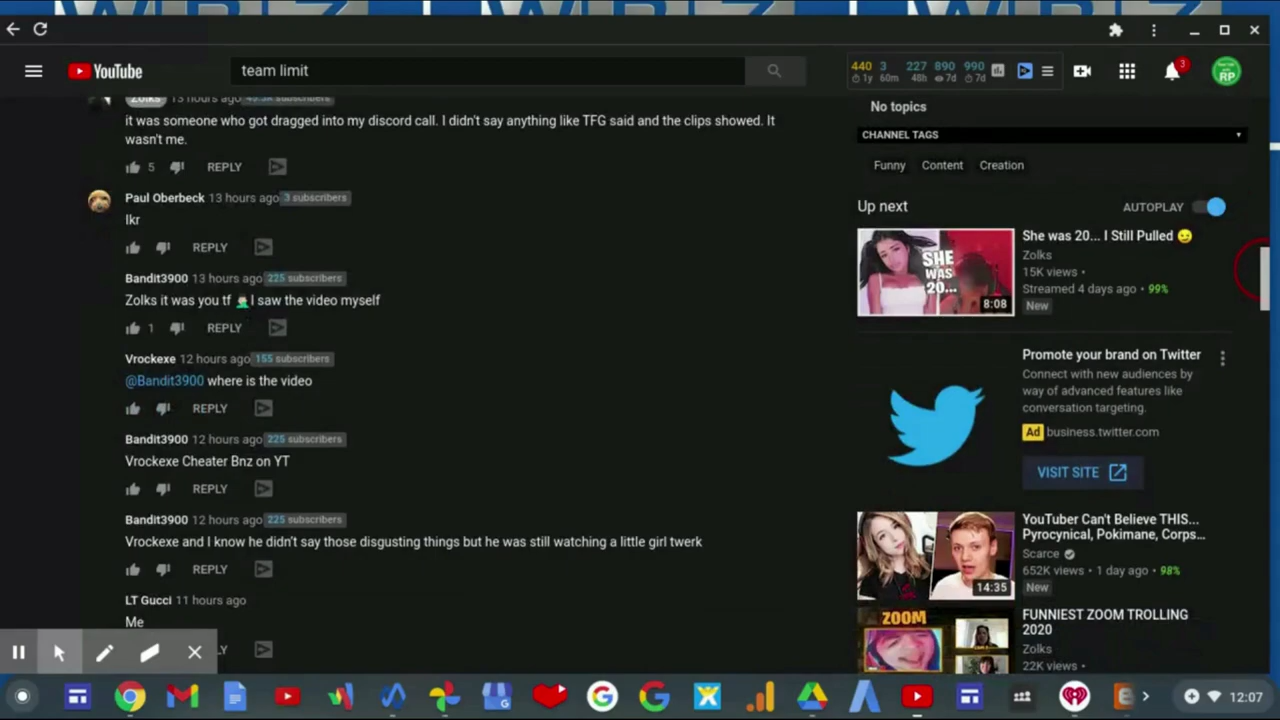 YouTube
team limit
440 3 227 890 990
1y 60m 48h 7d 7d
3
RP
Zolks 13 hours ago 49.3K subscribers
it was someone who got dragged into my discord call. I didn't say anything like TFG said and the clips showed. It
wasn't me.
5 REPLY
Paul Oberbeck 13 hours ago 3 subscribers
Ikr
REPLY
Bandit3900 13 hours ago 225 subscribers
Zolks it was you tf 🤦🏻‍♂️I saw the video myself
1 REPLY
Vrockexe 12 hours ago 155 subscribers
@Bandit3900 where is the video
REPLY
Bandit3900 12 hours ago 225 subscribers
Vrockexe Cheater Bnz on YT
REPLY
Bandit3900 12 hours ago 225 subscribers
Vrockexe and I know he didn't say those disgusting things but he was still watching a little girl twerk
REPLY
LT Gucci 11 hours ago
Me
No topics
CHANNEL TAGS
Funny Content Creation
Up next
AUTOPLAY
SHE
WAS
20...
8:08
She was 20... I Still Pulled 😉
Zolks
15K views •
Streamed 4 days ago • 99%
New
Promote your brand on Twitter
Connect with new audiences by
way of advanced features like
conversation targeting.
Ad business.twitter.com
VISIT SITE
14:35
YouTuber Can't Believe THIS...
Pyrocynical, Pokimane, Corps...
Scarce
652K views • 1 day ago • 98%
New
ZOOM
FUNNIEST ZOOM TROLLING
2020
Zolks
22K views •
12:07